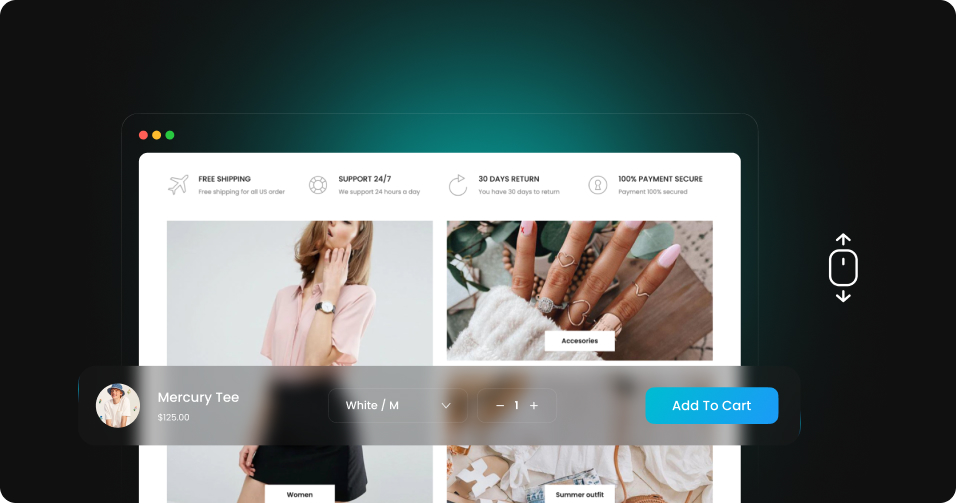 FREE SHIPPING
Free shipping for all US order
SUPPORT 24/7
We support 24 hours a day
30 DAYS RETURN
You have 30 days to return
100% PAYMENT SECURE
Payment 100% secured
Accesories
Mercury Tee
$125.00
White / M
− 1 +
Add To Cart
Women
Summer outfit